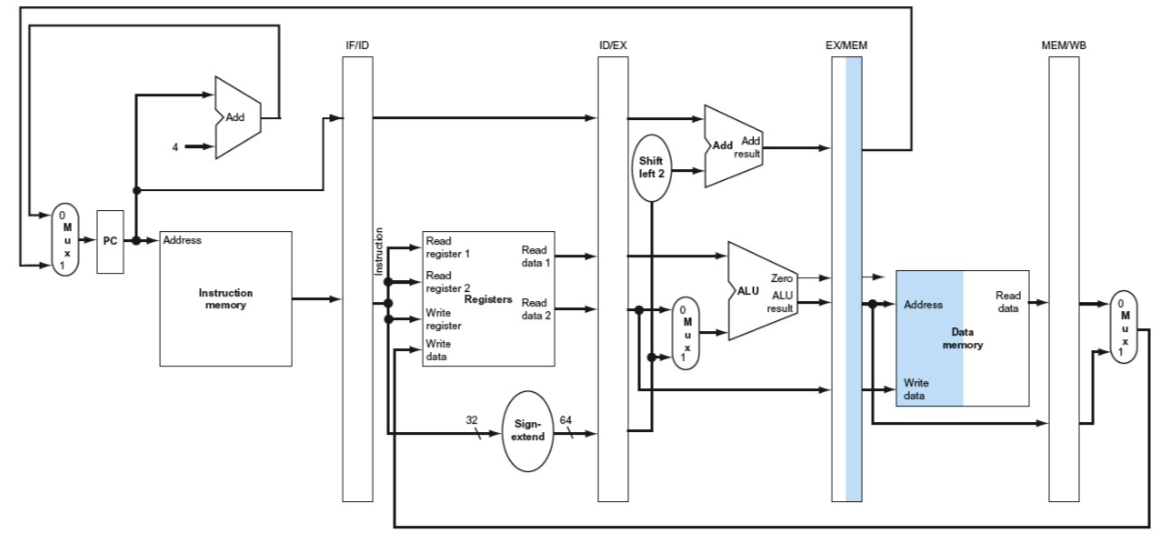 IF/ID
ID/EX
EX/MEM
MEM/WB
Add
4
Shift
left 2
Add
Add
result
0
M
u
x
1
PC
Address
Instruction
memory
Instruction
Read
register 1
Read
register 2
Write
register
Write
data
Registers
Read
data 1
Read
data 2
0
M
u
x
1
ALU
Zero
ALU
result
Address
Write
data
Data
memory
Read
data
0
M
u
x
1
32
Sign-
extend
64